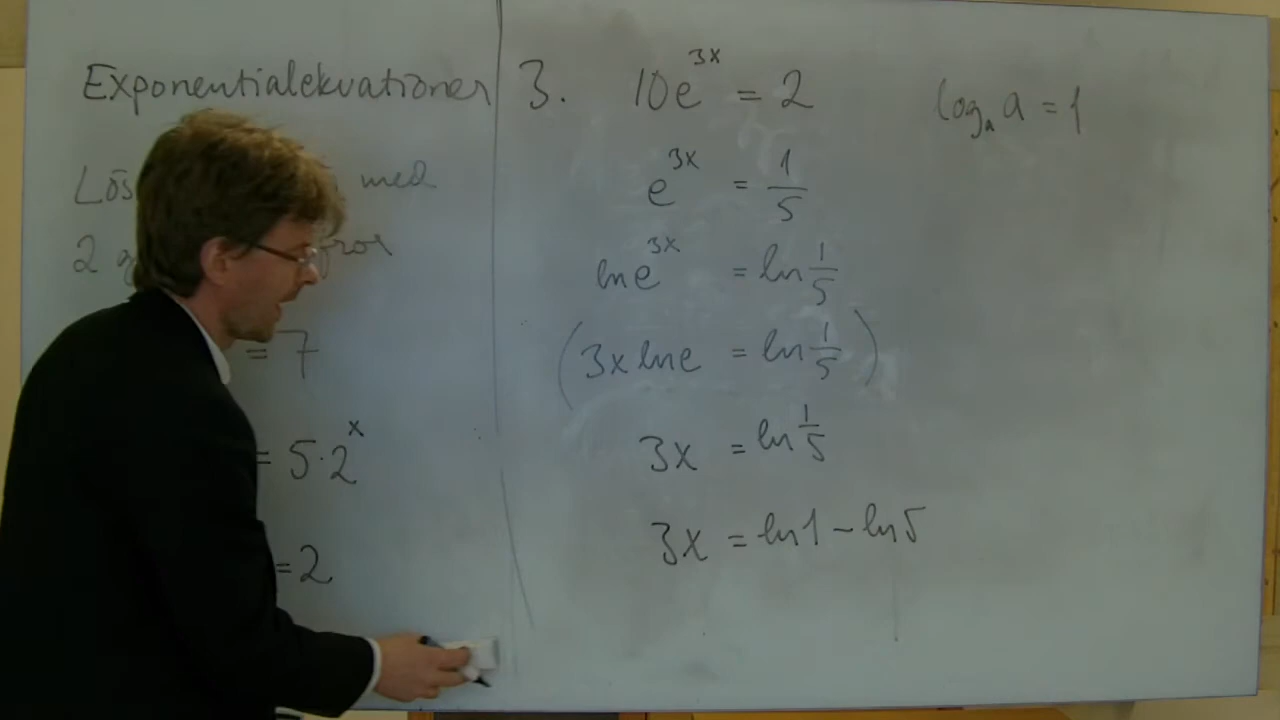 Exponentialekvationer
Lös med
2
= 7
= 5·2^x
=2
3. 10e^{3x} = 2
e^{3x} = 1/5
ln e^{3x} = ln 1/5
(3x ln e = ln 1/5)
3x = ln 1/5
3x = ln 1 − ln 5
log_a a = 1